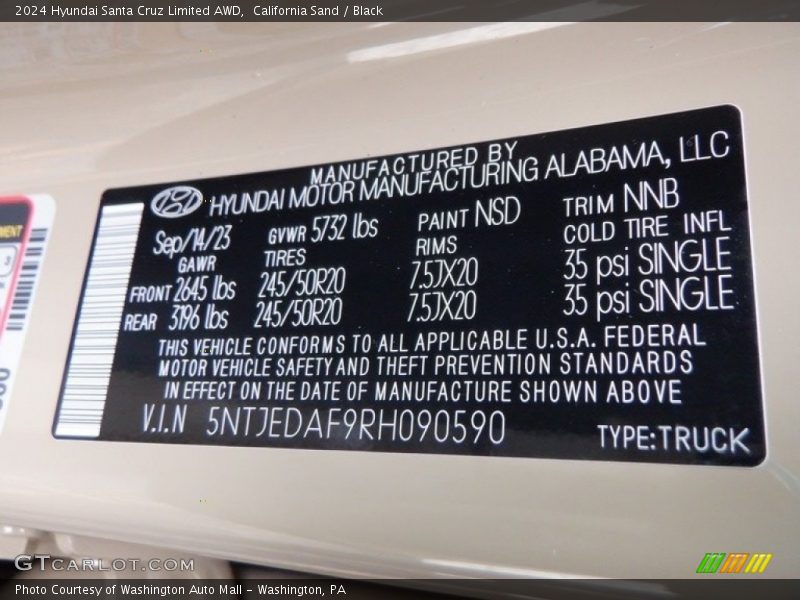 2024 Hyundai Santa Cruz Limited AWD, California Sand / Black
MANUFACTURED BY
HYUNDAI MOTOR MANUFACTURING ALABAMA, LLC
Sep/14/23 GVWR 5732 lbs PAINT NSD TRIM NNB
GAWR TIRES RIMS COLD TIRE INFL
FRONT 2645 lbs 245/50R20 7.5JX20 35 psi SINGLE
REAR 3196 lbs 245/50R20 7.5JX20 35 psi SINGLE
THIS VEHICLE CONFORMS TO ALL APPLICABLE U.S.A. FEDERAL
MOTOR VEHICLE SAFETY AND THEFT PREVENTION STANDARDS
IN EFFECT ON THE DATE OF MANUFACTURE SHOWN ABOVE
V.I.N 5NTJEDAF9RH090590 TYPE:TRUCK
GTCARLOT.COM
Photo Courtesy of Washington Auto Mall - Washington, PA